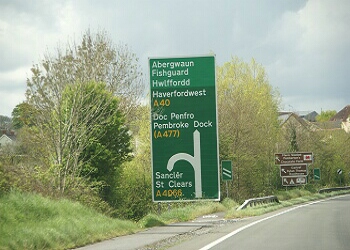 Abergwaun
Fishguard
Hwlffordd
Haverfordwest
A40
Doc Penfro
Pembroke Dock
(A477)
Sanclêr
St Clears
A4066